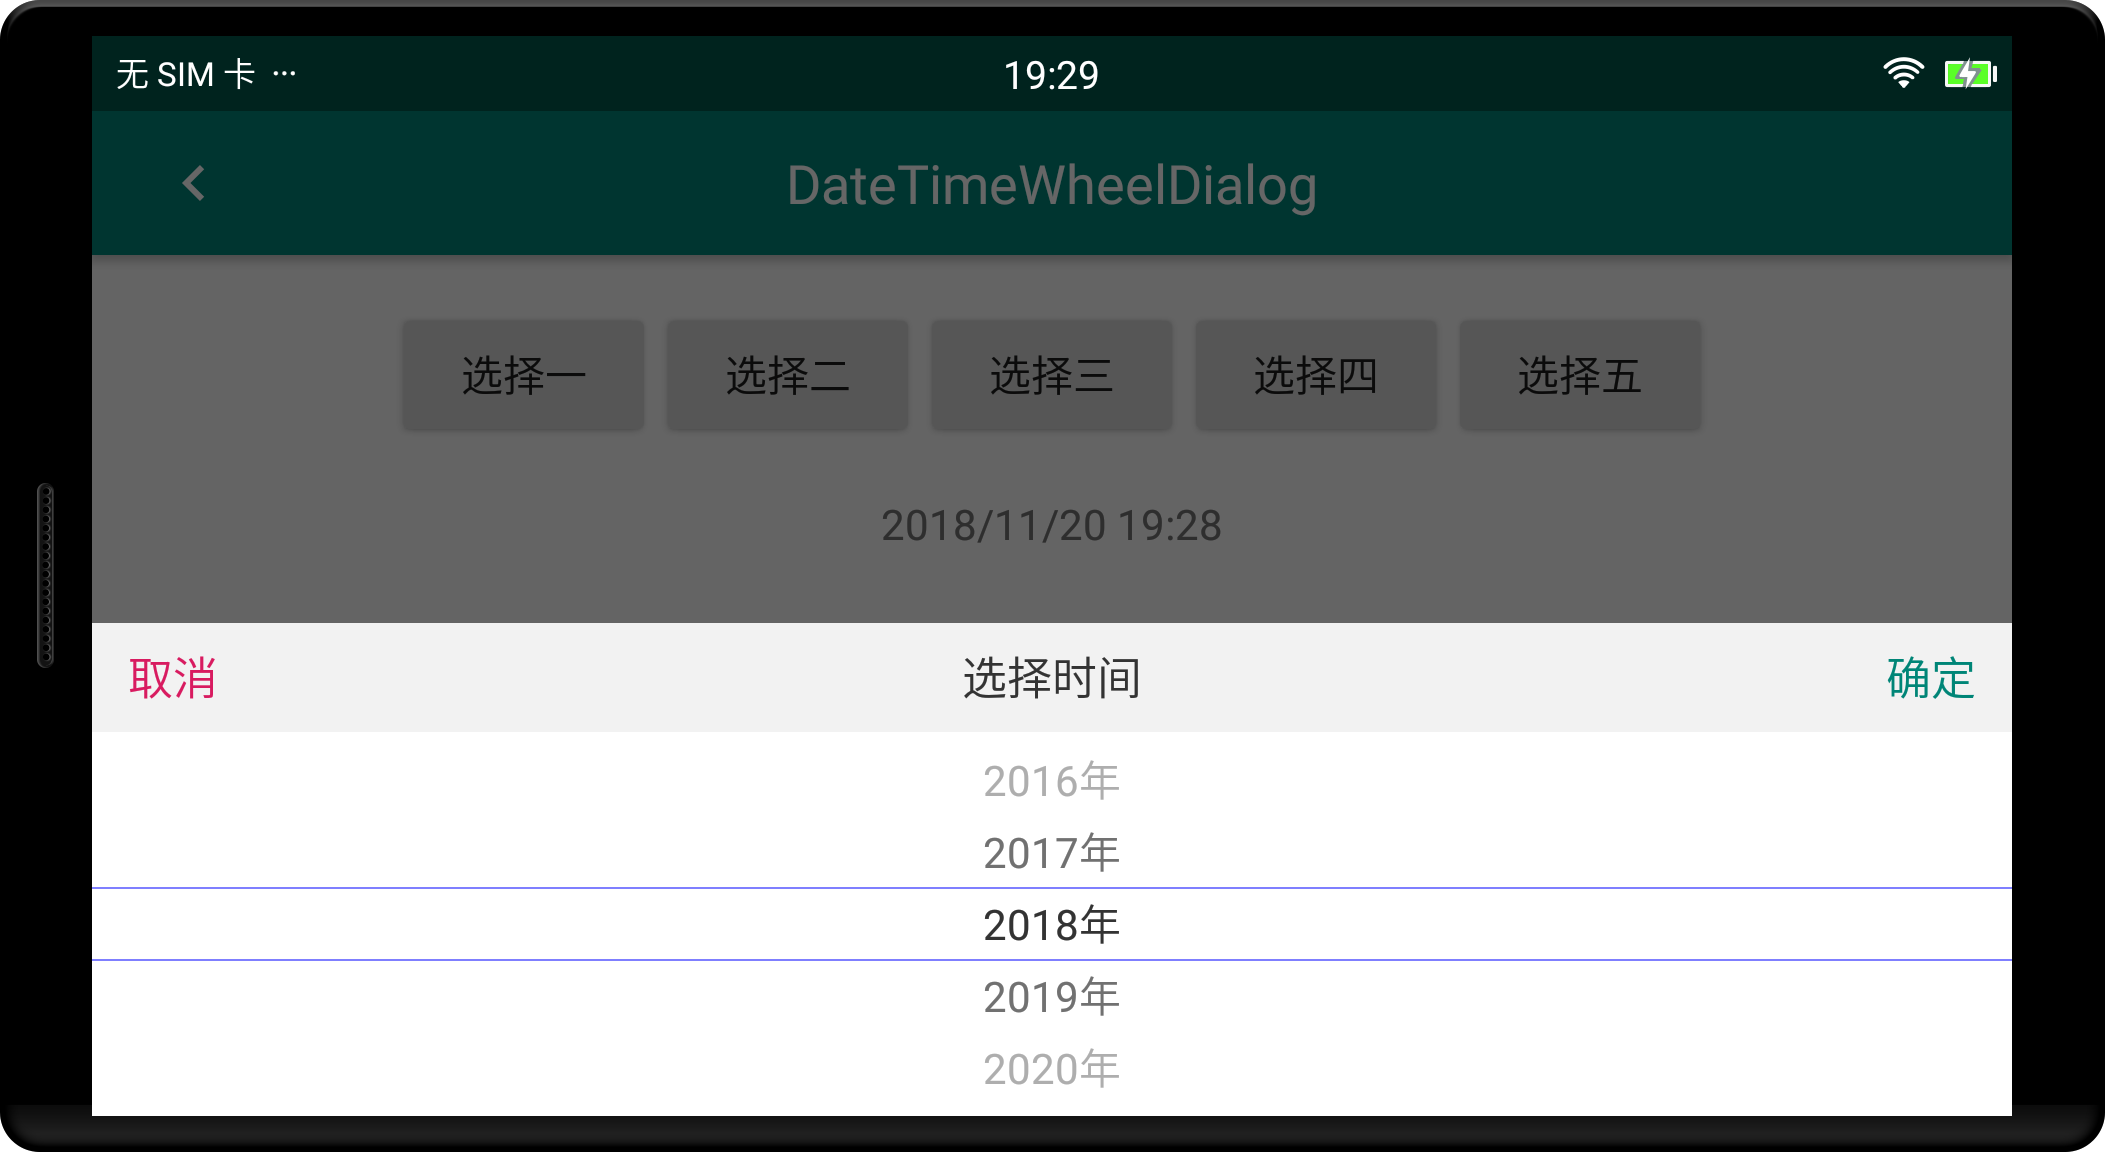 无 SIM 卡 ···
19:29
DateTimeWheelDialog
选择一 选择二 选择三 选择四 选择五
2018/11/20 19:28
取消 选择时间 确定
2016年
2017年
2018年
2019年
2020年